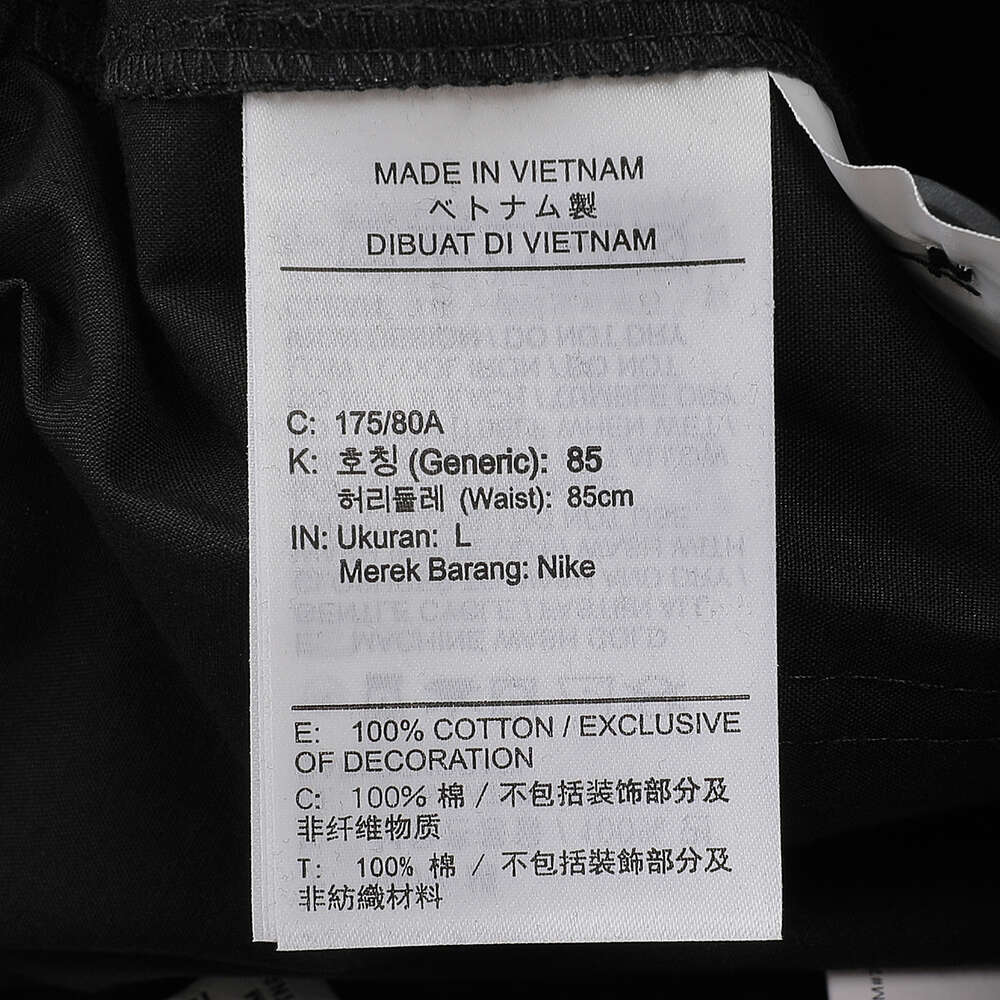 MADE IN VIETNAM
ベトナム製
DIBUAT DI VIETNAM
C: 175/80A
K: 호칭 (Generic): 85
허리둘레 (Waist): 85cm
IN: Ukuran: L
Merek Barang: Nike
E: 100% COTTON / EXCLUSIVE
OF DECORATION
C: 100% 棉 / 不包括装饰部分及
非纤维物质
T: 100% 棉 / 不包括裝飾部分及
非紡織材料